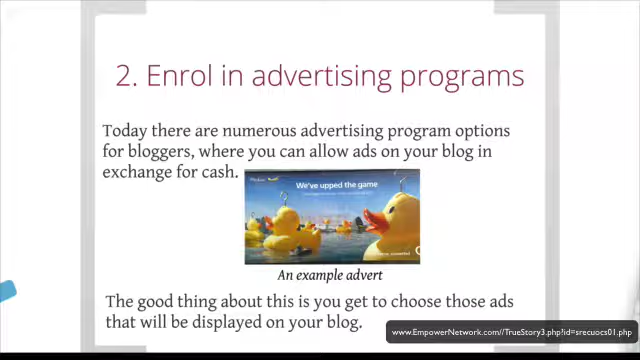 2. Enrol in advertising programs
Today there are numerous advertising program options
for bloggers, where you can allow ads on your blog in
exchange for cash.
We've upped the game
An example advert
The good thing about this is you get to choose those ads
that will be displayed on your blog.
www.EmpowerNetwork.com//TrueStory3.php?id=srecuocs01.php